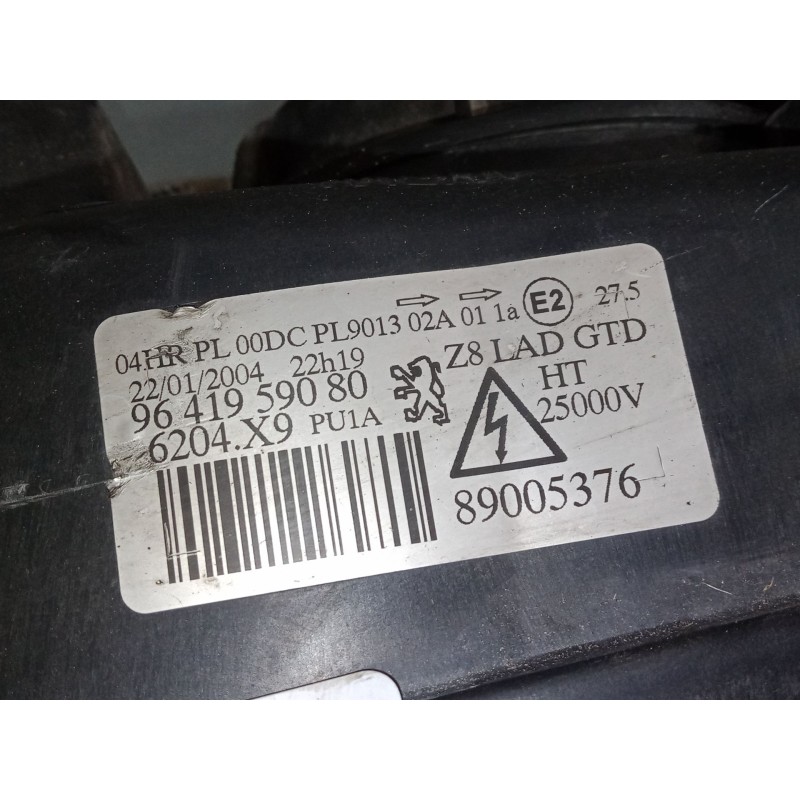 04HR PL 00DC PL9013 02A 01 1a E2 27.5
22/01/2004 22h19 Z8 LAD GTD
96 419 590 80 HT
6204.X9 PU1A 25000V
89005376